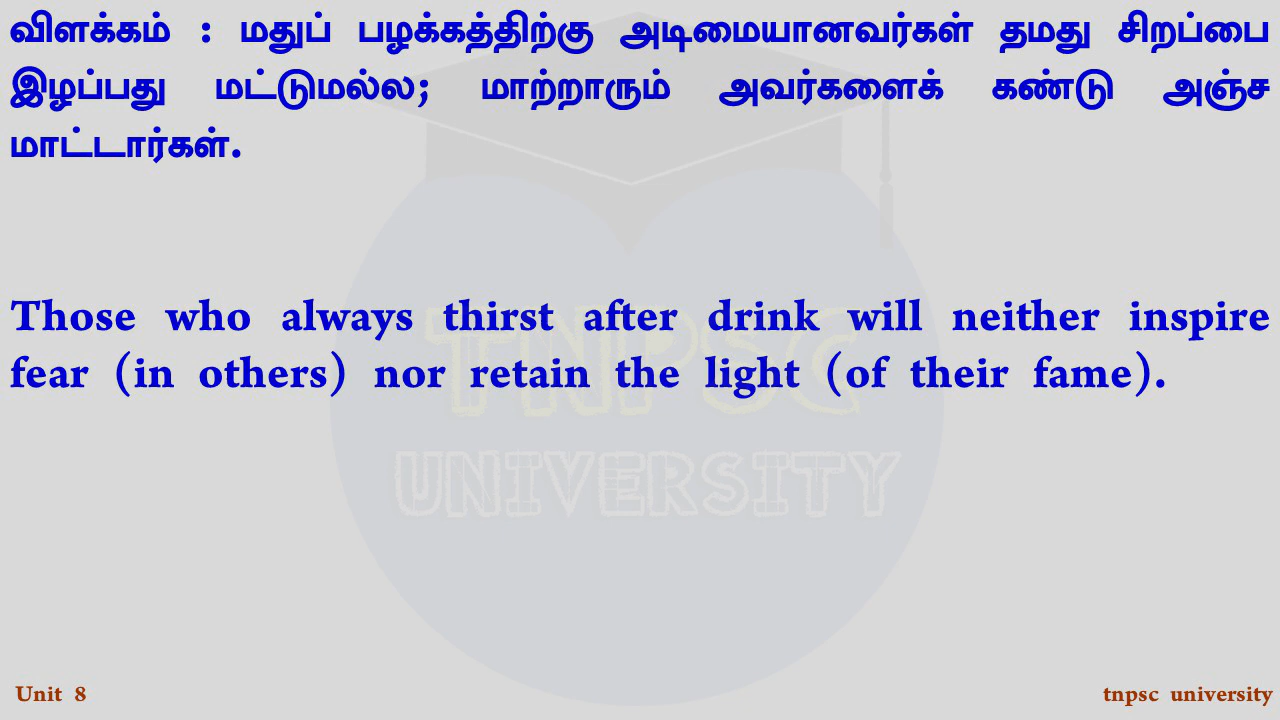 விளக்கம் : மதுப் பழக்கத்திற்கு அடிமையானவர்கள் தமது சிறப்பை
இழப்பது மட்டுமல்ல; மாற்றாரும் அவர்களைக் கண்டு அஞ்ச
மாட்டார்கள்.
Those who always thirst after drink will neither inspire
fear (in others) nor retain the light (of their fame).
TNPSC
UNIVERSITY
Unit 8
tnpsc university